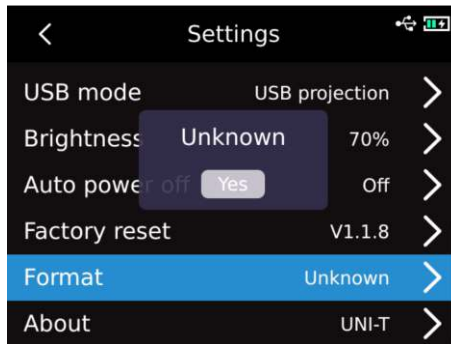 Settings
USB mode USB projection
Brightness 70%
Unknown
Auto power off Off
Yes
Factory reset V1.1.8
Format Unknown
About UNI-T